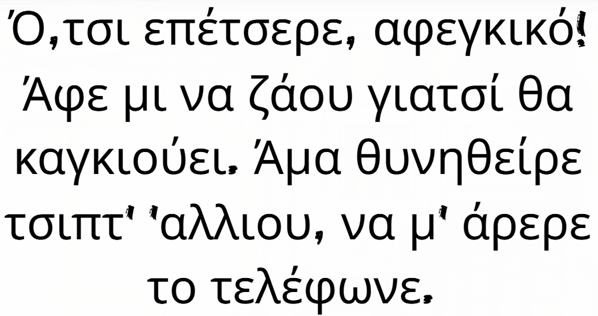 Ό,τσι επέτσερε, αφεγκικό!
Άφε μι να ζάου γιατσί θα
καγκιούει. Άμα θυνηθείρε
τσιπτ' 'αλλιου, να μ' άρερε
το τελέφωνε.